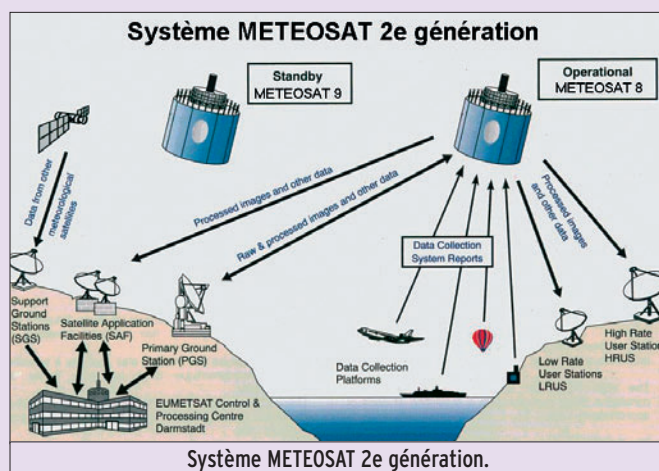 Système METEOSAT 2e génération
Standby
METEOSAT 9
Operational
METEOSAT 8
Data from other
meteorological
satellites
Processed images and other data
Raw & processed images and other data
Data Collection
System Reports
Processed images
and other data
Support
Ground
Stations (SGS)
Satellite Application
Facilities (SAF)
Primary Ground
Station (PGS)
Data Collection
Platforms
Low Rate
User Stations
LRUS
High Rate
User Stations
HRUS
EUMETSAT Control &
Processing Centre
Darmstadt
Système METEOSAT 2e génération.